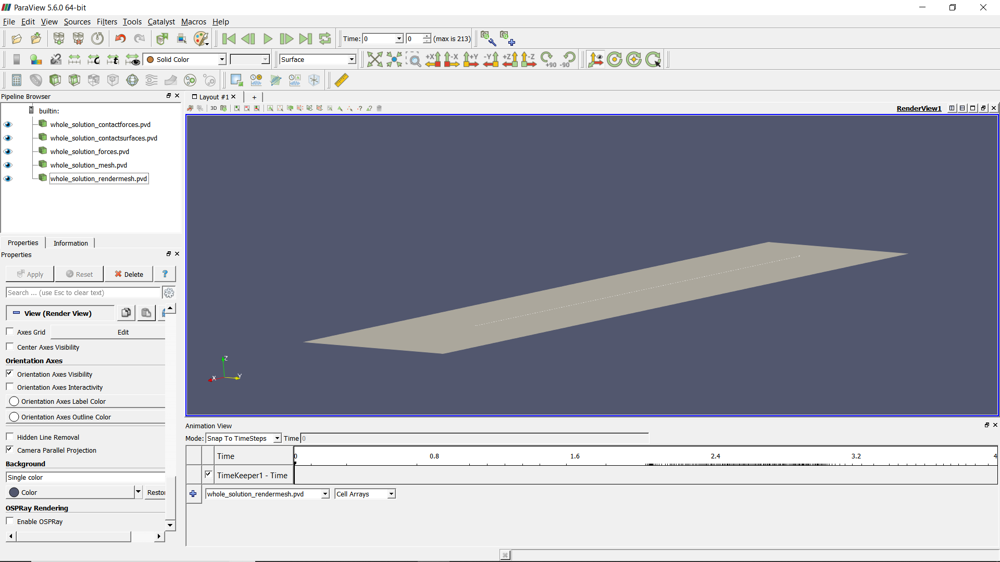 ParaView 5.6.0 64-bit
File Edit View Sources Filters Tools Catalyst Macros Help
Time: 0 0 (max is 213)
Solid Color Surface +X -X +Y -Y +Z -Z +90 -90
Pipeline Browser
builtin:
whole_solution_contactforces.pvd
whole_solution_contactsurfaces.pvd
whole_solution_forces.pvd
whole_solution_mesh.pvd
whole_solution_rendermesh.pvd
Properties Information
Properties
Apply Reset Delete ?
Search ... (use Esc to clear text)
View (Render View)
Axes Grid Edit
Center Axes Visibility
Orientation Axes
Orientation Axes Visibility
Orientation Axes Interactivity
Orientation Axes Label Color
Orientation Axes Outline Color
Hidden Line Removal
Camera Parallel Projection
Background
Single color
Color Restor
OSPRay Rendering
Enable OSPRay
Layout #1 +
3D RenderView1
Z
X Y
Animation View
Mode: Snap To TimeSteps Time 0
Time 0 0.8 1.6 2.4 3.2 4
TimeKeeper1 - Time
whole_solution_rendermesh.pvd Cell Arrays